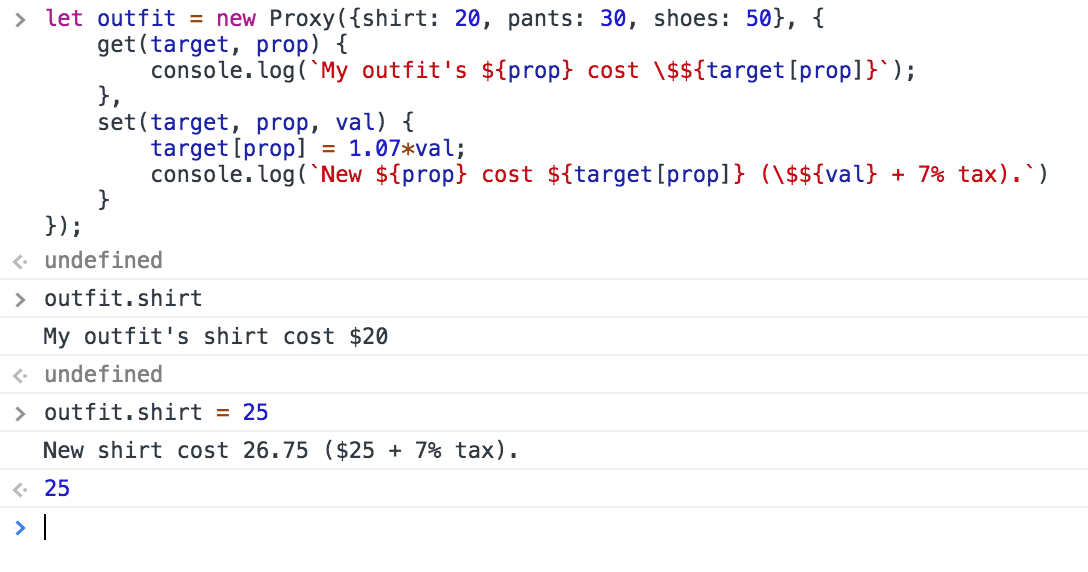 > let outfit = new Proxy({shirt: 20, pants: 30, shoes: 50}, {
    get(target, prop) {
        console.log(`My outfit's ${prop} cost \$${target[prop]}`);
    },
    set(target, prop, val) {
        target[prop] = 1.07*val;
        console.log(`New ${prop} cost ${target[prop]} (\$${val} + 7% tax).`)
    }
});
<· undefined
> outfit.shirt
My outfit's shirt cost $20
<· undefined
> outfit.shirt = 25
New shirt cost 26.75 ($25 + 7% tax).
<· 25
>